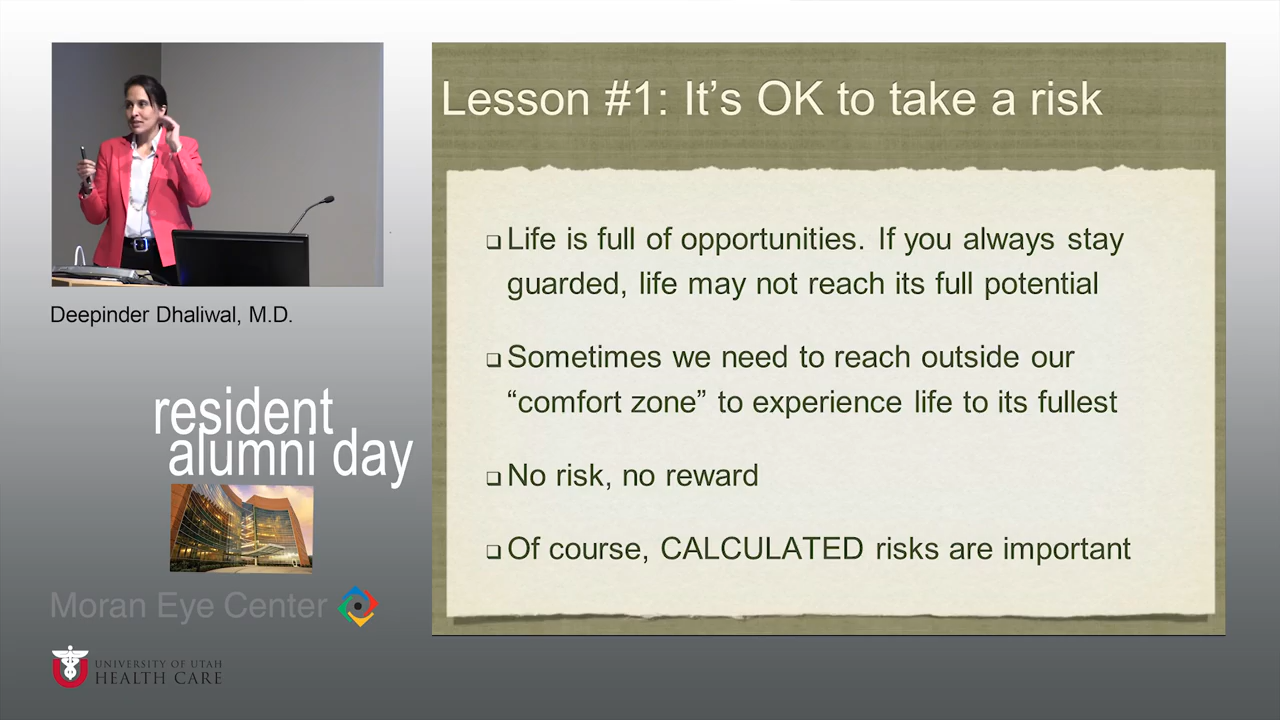 Lesson #1: It's OK to take a risk
❑ Life is full of opportunities. If you always stay
guarded, life may not reach its full potential
❑ Sometimes we need to reach outside our
“comfort zone” to experience life to its fullest
❑ No risk, no reward
❑ Of course, CALCULATED risks are important
Deepinder Dhaliwal, M.D.
resident
alumni day
Moran Eye Center
UNIVERSITY OF UTAH
HEALTH CARE